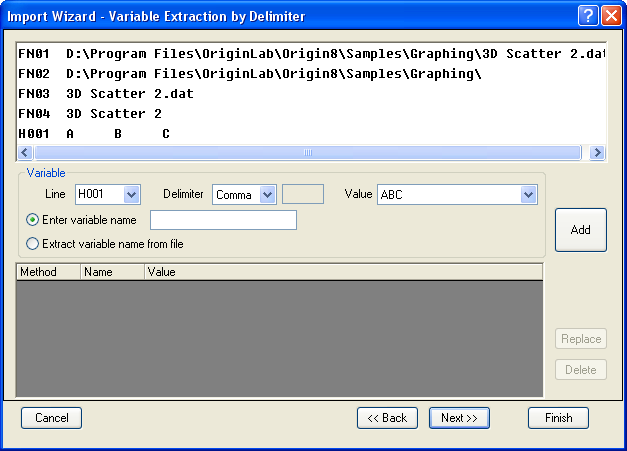 Import Wizard - Variable Extraction by Delimiter
FN01 D:\Program Files\OriginLab\Origin8\Samples\Graphing\3D Scatter 2.dat
FN02 D:\Program Files\OriginLab\Origin8\Samples\Graphing\
FN03 3D Scatter 2.dat
FN04 3D Scatter 2
H001 A B C
Variable
Line H001 Delimiter Comma Value ABC
Enter variable name
Add
Extract variable name from file
Method Name Value
Replace
Delete
Cancel << Back Next >> Finish